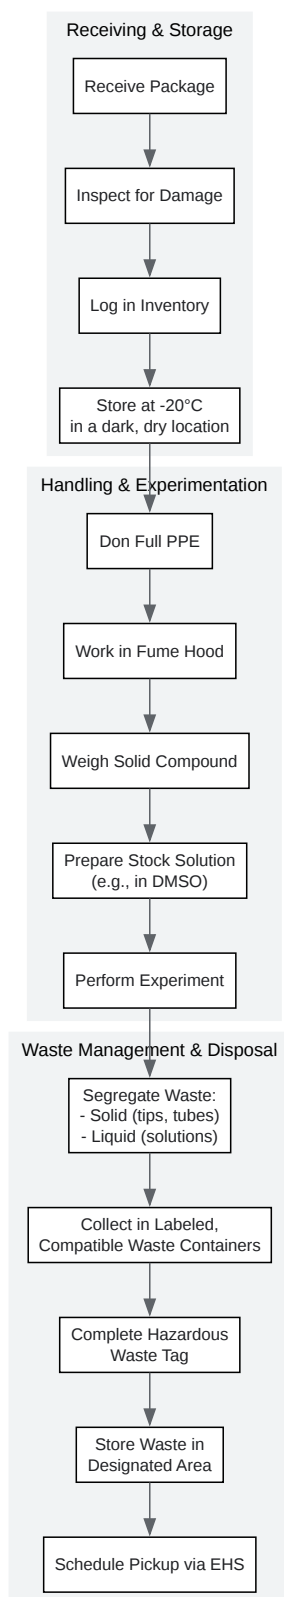 Receiving & Storage
Receive Package
Inspect for Damage
Log in Inventory
Store at -20°C
in a dark, dry location
Handling & Experimentation
Don Full PPE
Work in Fume Hood
Weigh Solid Compound
Prepare Stock Solution
(e.g., in DMSO)
Perform Experiment
Waste Management & Disposal
Segregate Waste:
- Solid (tips, tubes)
- Liquid (solutions)
Collect in Labeled,
Compatible Waste Containers
Complete Hazardous
Waste Tag
Store Waste in
Designated Area
Schedule Pickup via EHS